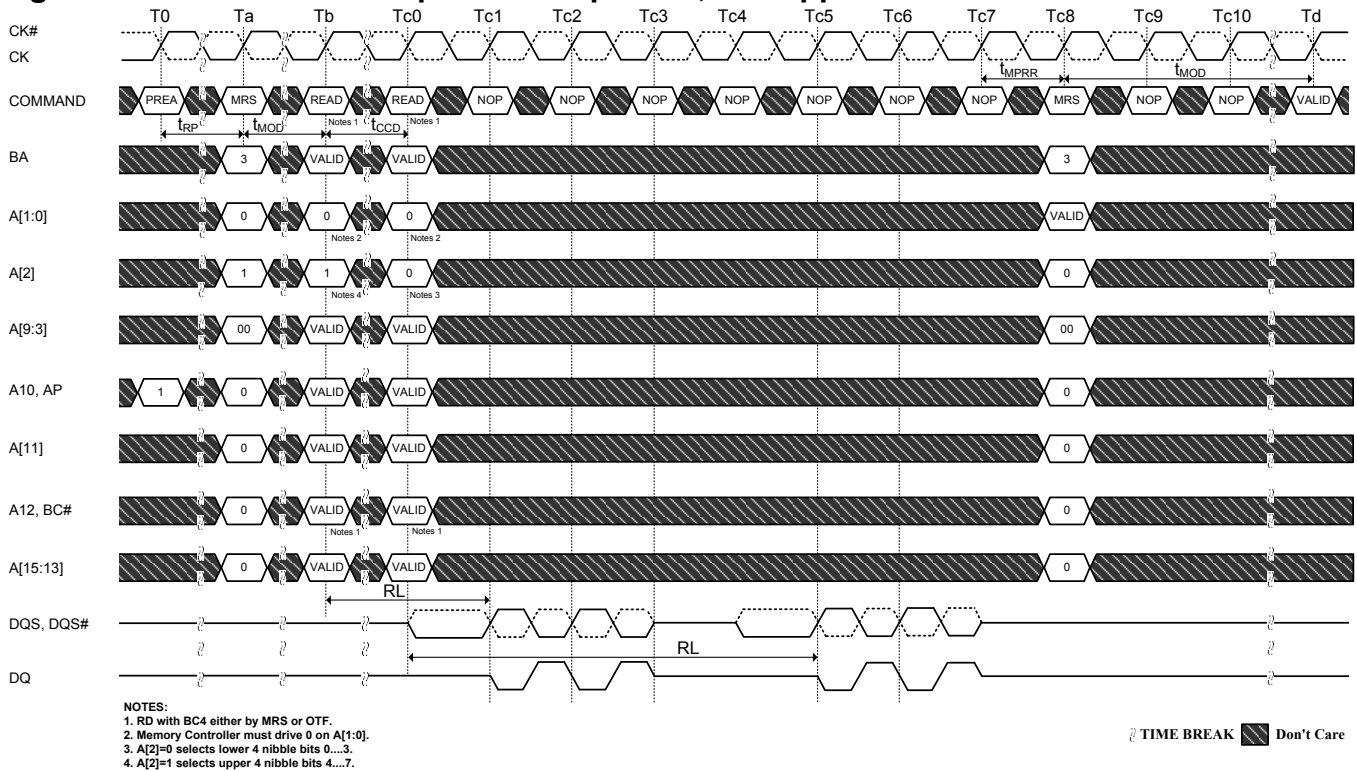 T0 Ta Tb Tc0 Tc1 Tc2 Tc3 Tc4 Tc5 Tc6 Tc7 Tc8 Tc9 Tc10 Td
CK#
CK
tMPRR tMOD
COMMAND PREA MRS READ READ NOP NOP NOP NOP NOP NOP NOP MRS NOP NOP VALID
Notes 1 Notes 1
tRP tMOD tCCD
BA 3 VALID VALID 3
A[1:0] 0 0 0 VALID
Notes 2 Notes 2
A[2] 1 1 0 0
Notes 4 Notes 3
A[9:3] 00 VALID VALID 00
A10, AP 1 0 VALID VALID 0
A[11] 0 VALID VALID 0
A12, BC# 0 VALID VALID 0
Notes 1 Notes 1
A[15:13] 0 VALID VALID 0
RL
DQS, DQS#
RL
DQ
NOTES:
1. RD with BC4 either by MRS or OTF.
2. Memory Controller must drive 0 on A[1:0].
3. A[2]=0 selects lower 4 nibble bits 0....3.
4. A[2]=1 selects upper 4 nibble bits 4....7.
TIME BREAK Don't Care